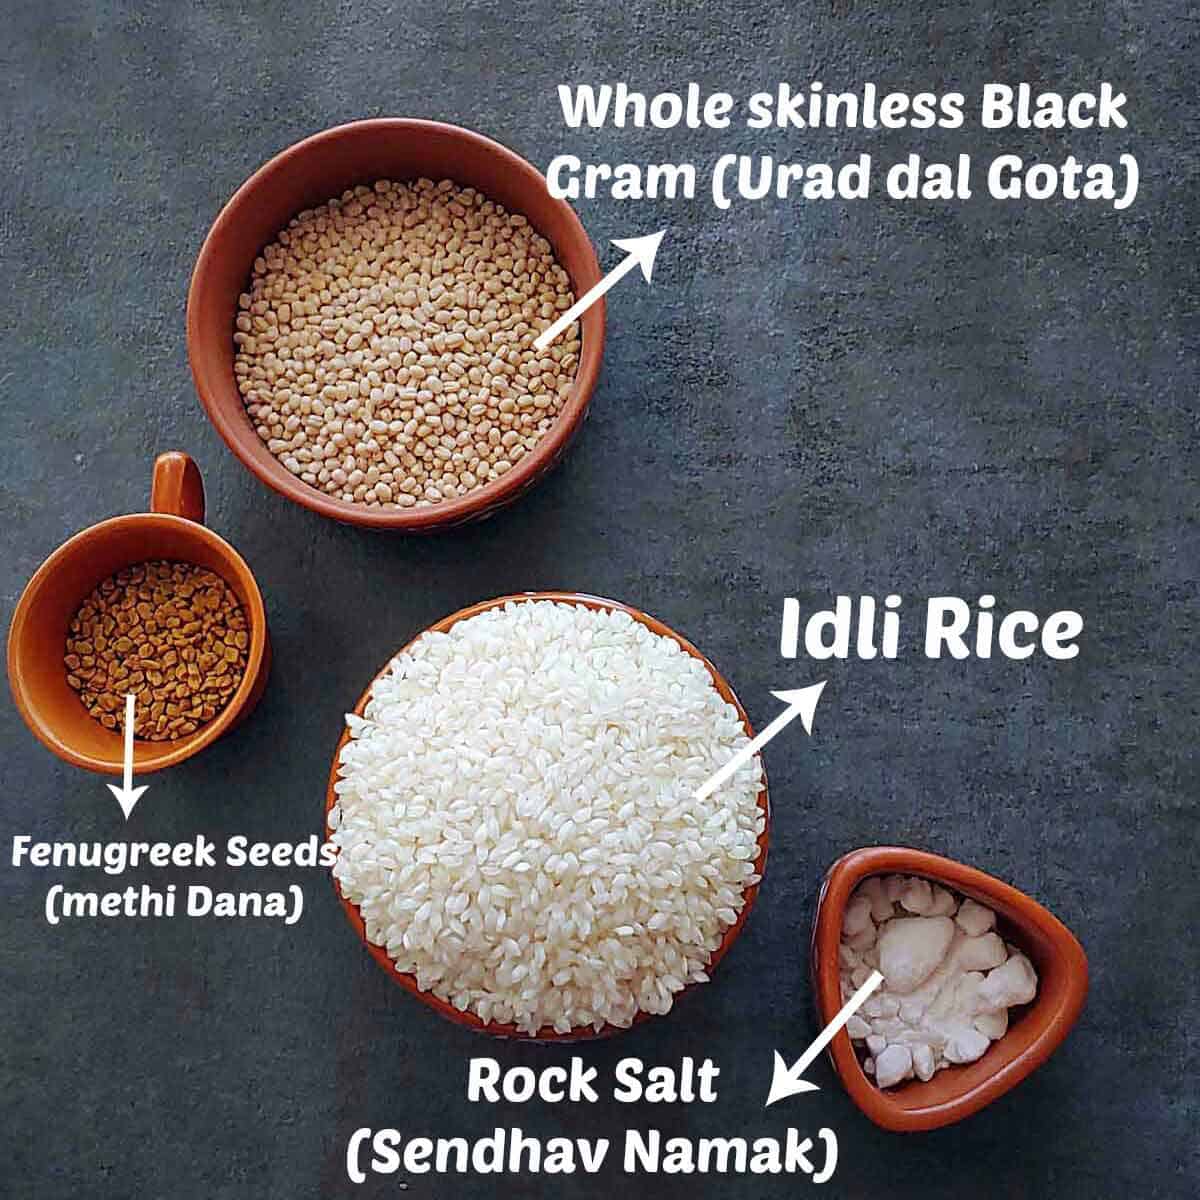 Whole skinless Black
Gram (Urad dal Gota)
Idli Rice
Fenugreek Seeds
(methi Dana)
Rock Salt
(Sendhav Namak)